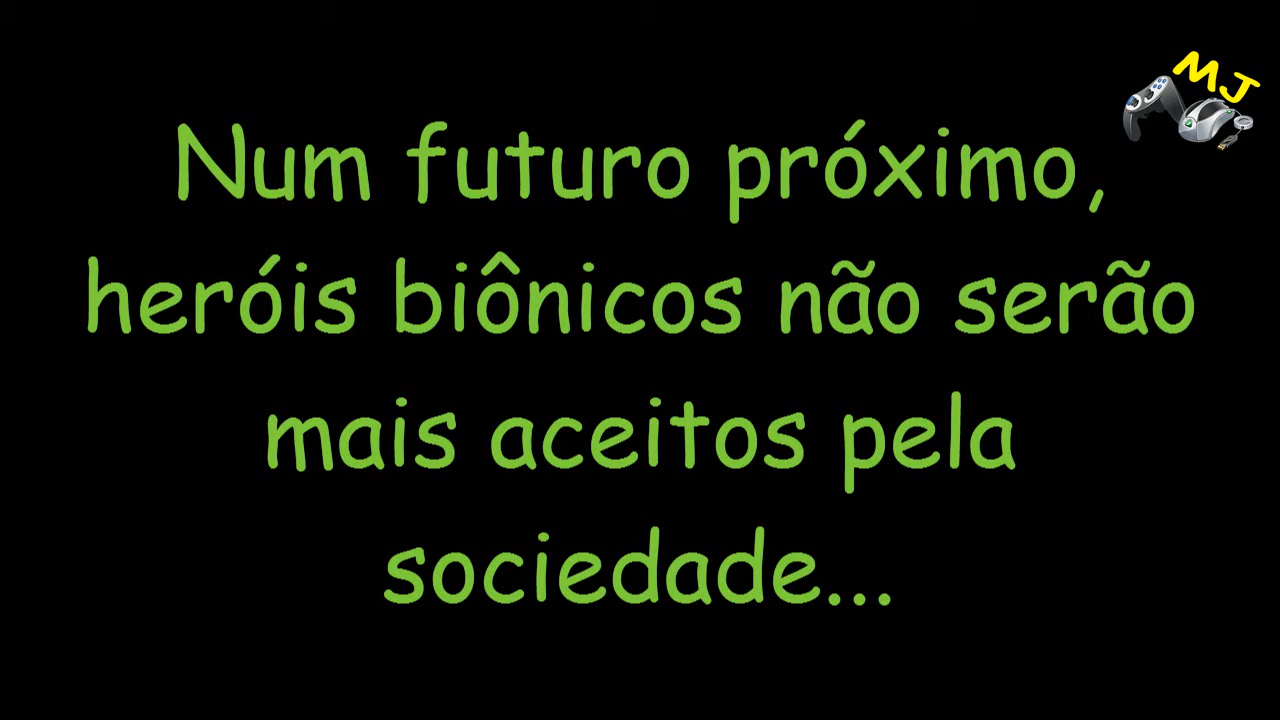 MJ
Num futuro próximo,
heróis biônicos não serão
mais aceitos pela
sociedade...